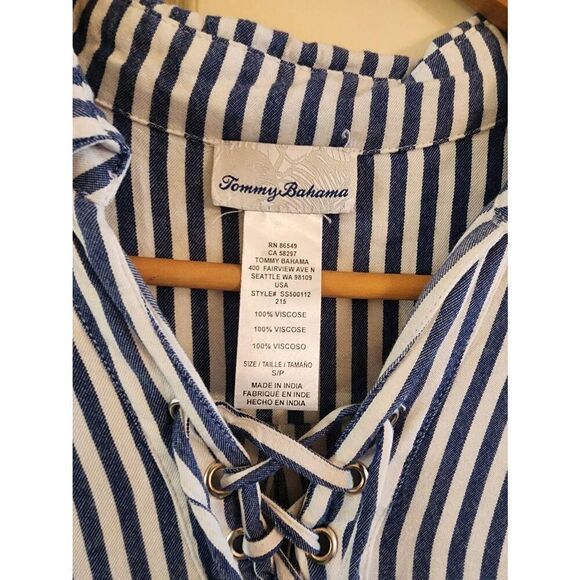 Tommy Bahama
RN 86549
CA 58297
TOMMY BAHAMA
400 FAIRVIEW AVE N
SEATTLE WA 98109
USA
STYLE# SS500112
215
100% VISCOSE
100% VISCOSE
100% VISCOSO
SIZE / TAILLE / TAMAÑO
S/P
MADE IN INDIA
FABRIQUÉ EN INDE
HECHO EN INDIA